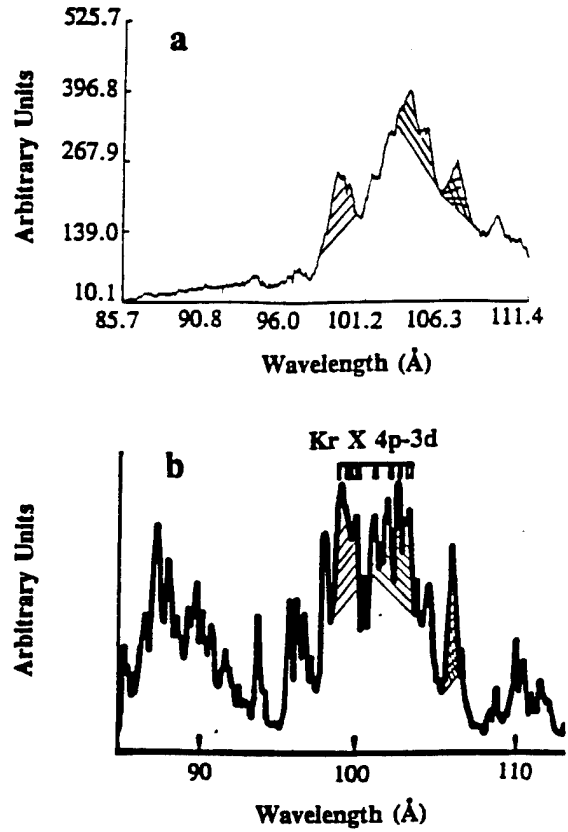 525.7
a
396.8
267.9
139.0
10.1
Arbitrary Units
85.7 90.8 96.0 101.2 106.3 111.4
Wavelength (Å)
Kr X 4p-3d
b
Arbitrary Units
90 100 110
Wavelength (Å)